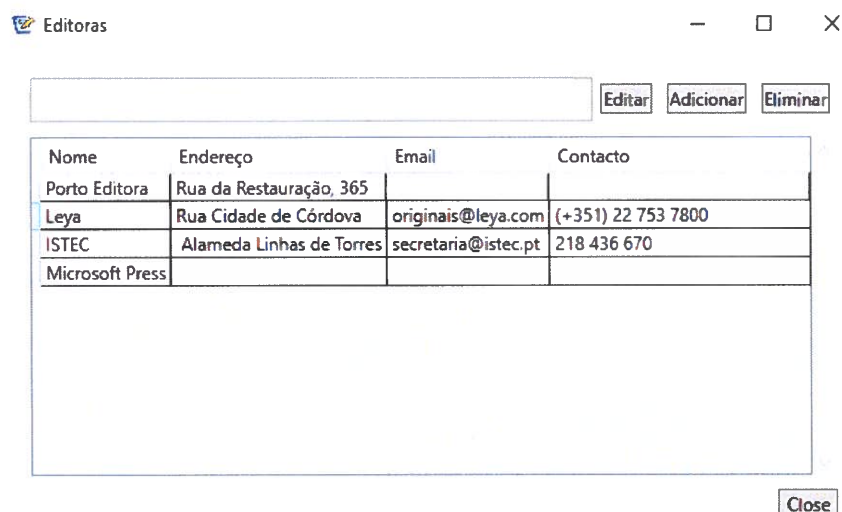 Editoras
Editar Adicionar Eliminar
Nome Endereço Email Contacto
Porto Editora Rua da Restauração, 365
Leya Rua Cidade de Córdova originais@leya.com (+351) 22 753 7800
ISTEC Alameda Linhas de Torres secretaria@istec.pt 218 436 670
Microsoft Press
Close